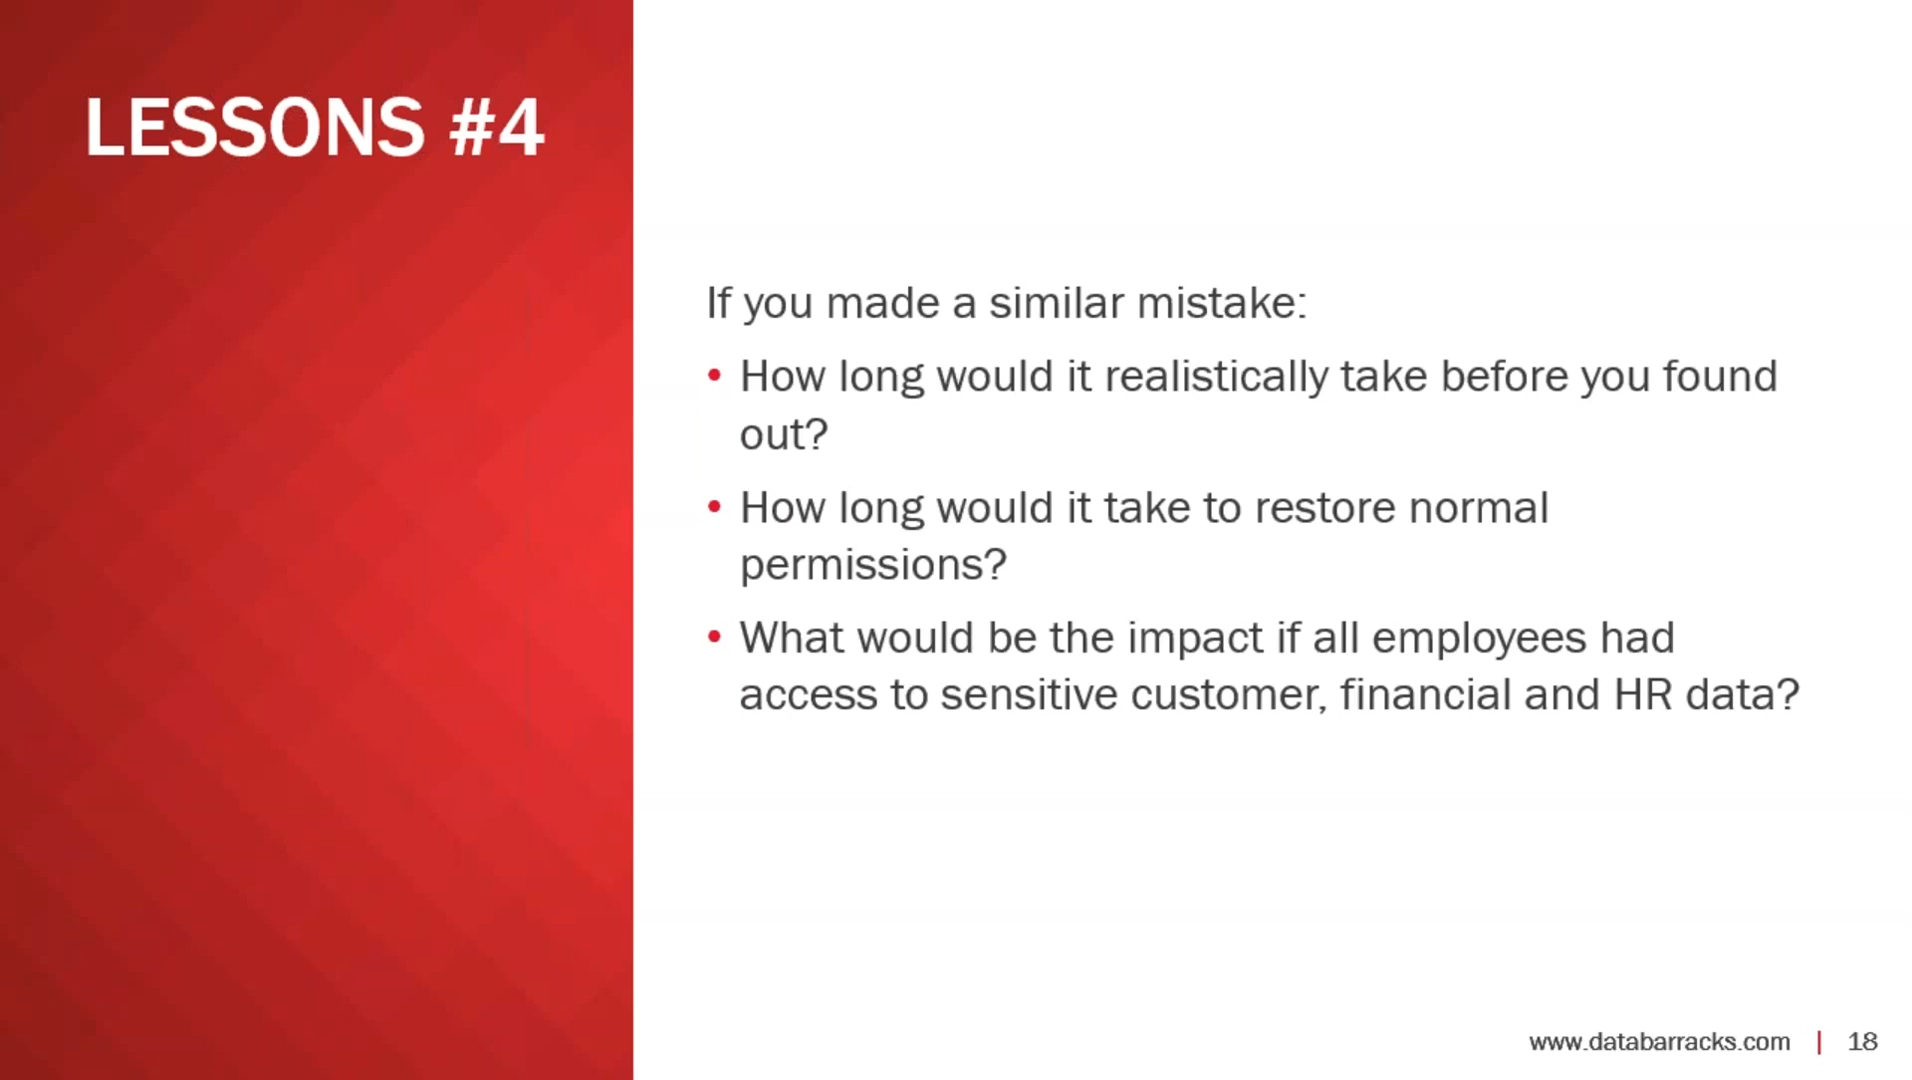 LESSONS #4
If you made a similar mistake:
• How long would it realistically take before you found
out?
• How long would it take to restore normal
permissions?
• What would be the impact if all employees had
access to sensitive customer, financial and HR data?
www.databarracks.com | 18